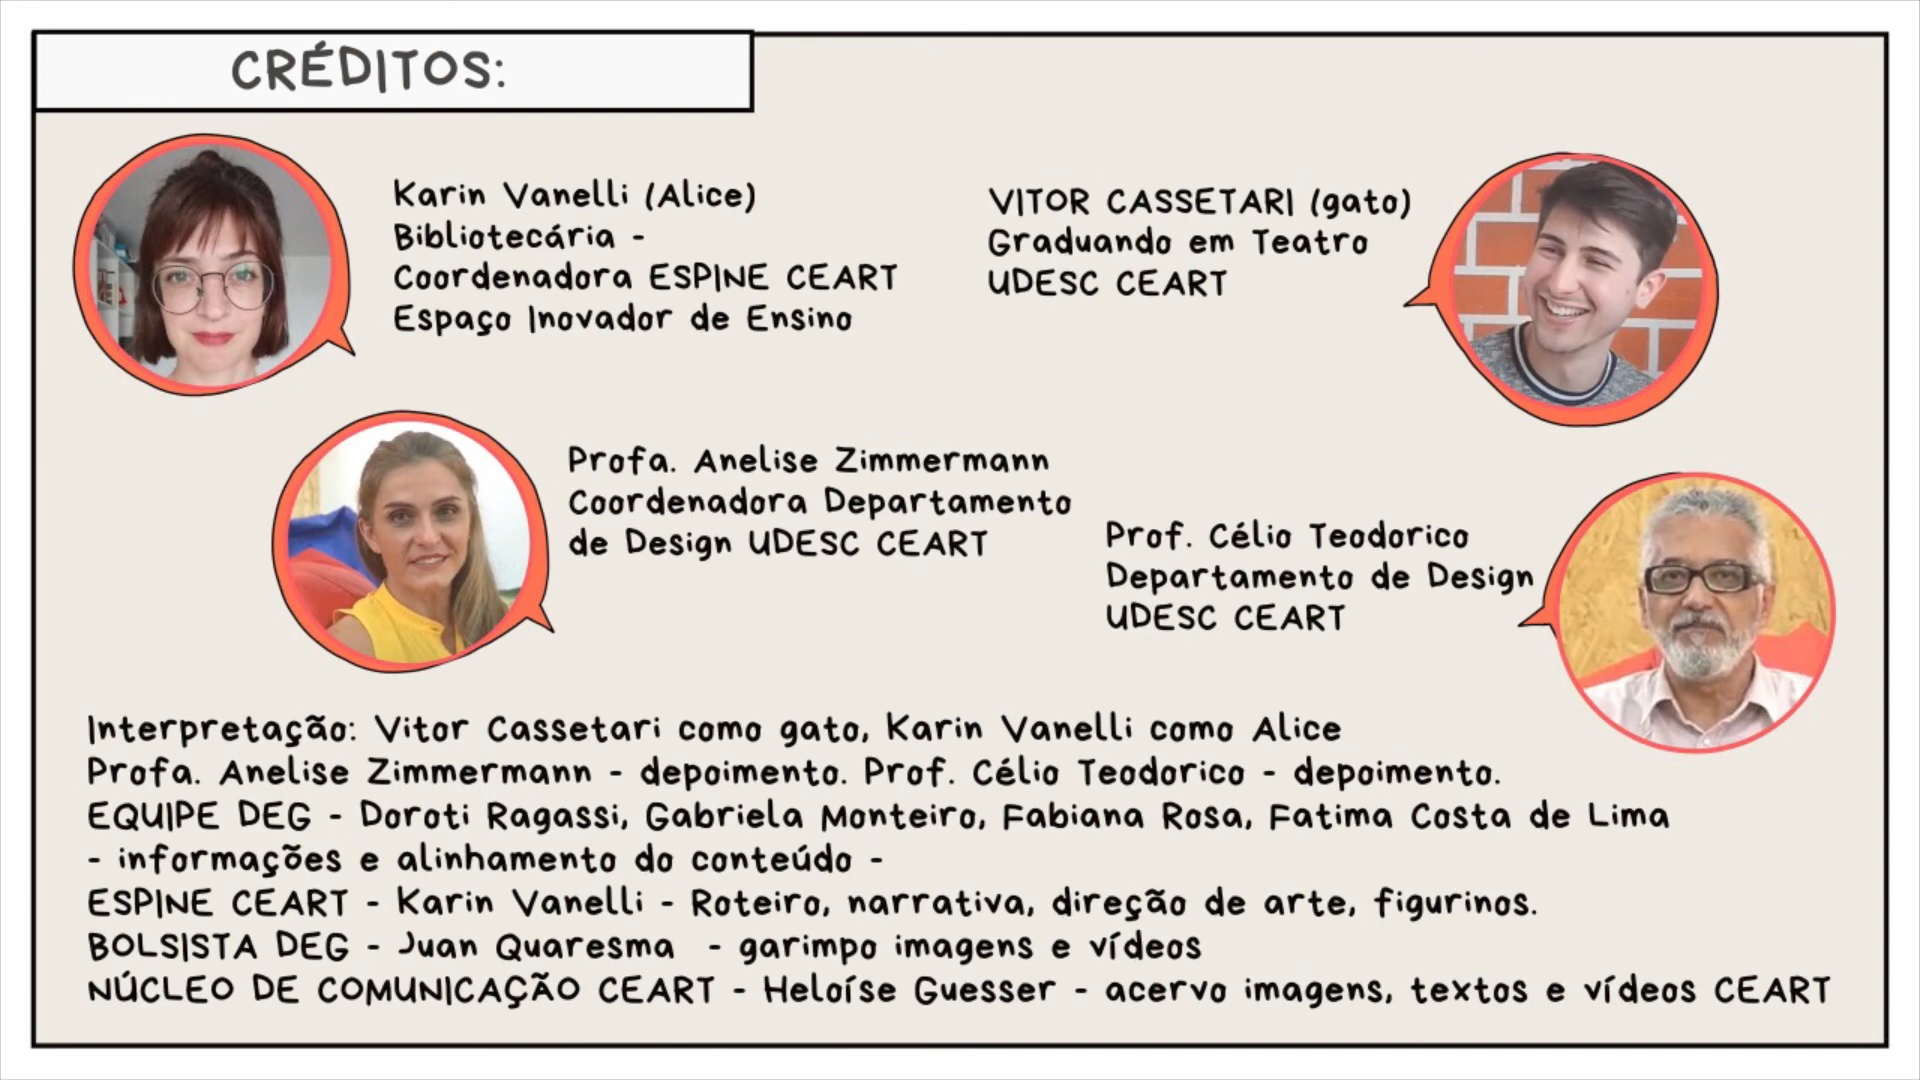 CRÉDITOS:
Karin Vanelli (Alice)
Bibliotecária -
Coordenadora ESPINE CEART
Espaço Inovador de Ensino
VITOR CASSETARI (gato)
Graduando em Teatro
UDESC CEART
Profa. Anelise Zimmermann
Coordenadora Departamento
de Design UDESC CEART
Prof. Célio Teodorico
Departamento de Design
UDESC CEART
Interpretação: Vitor Cassetari como gato, Karin Vanelli como Alice
Profa. Anelise Zimmermann - depoimento. Prof. Célio Teodorico - depoimento.
EQUIPE DEG - Doroti Ragassi, Gabriela Monteiro, Fabiana Rosa, Fatima Costa de Lima
- informações e alinhamento do conteúdo -
ESPINE CEART - Karin Vanelli - Roteiro, narrativa, direção de arte, figurinos.
BOLSISTA DEG - Juan Quaresma - garimpo imagens e vídeos
NÚCLEO DE COMUNICAÇÃO CEART - Heloíse Guesser - acervo imagens, textos e vídeos CEART